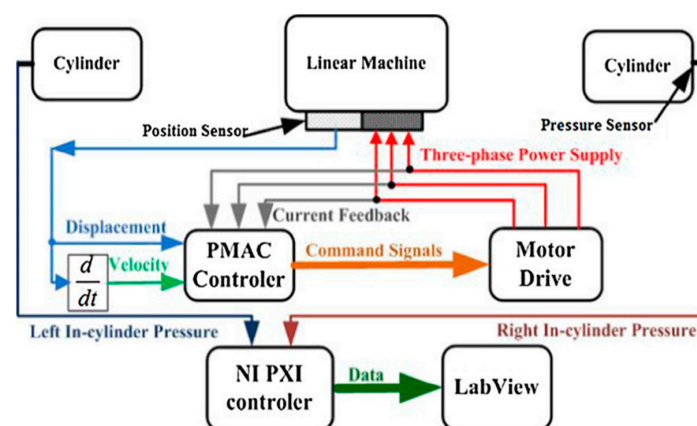 Cylinder
Linear Machine
Cylinder
Position Sensor
Pressure Sensor
Three-phase Power Supply
Current Feedback
Displacement
PMAC
Controler
Command Signals
Motor
Drive
Velocity
d
dt
Left In-cylinder Pressure
Right In-cylinder Pressure
NI PXI
controler
Data
LabView